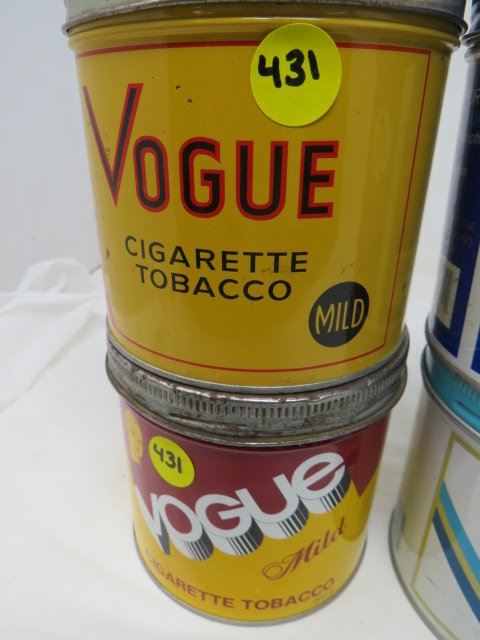 431
VOGUE
CIGARETTE
TOBACCO
MILD
431
VOGUE
Mild
CIGARETTE TOBACCO